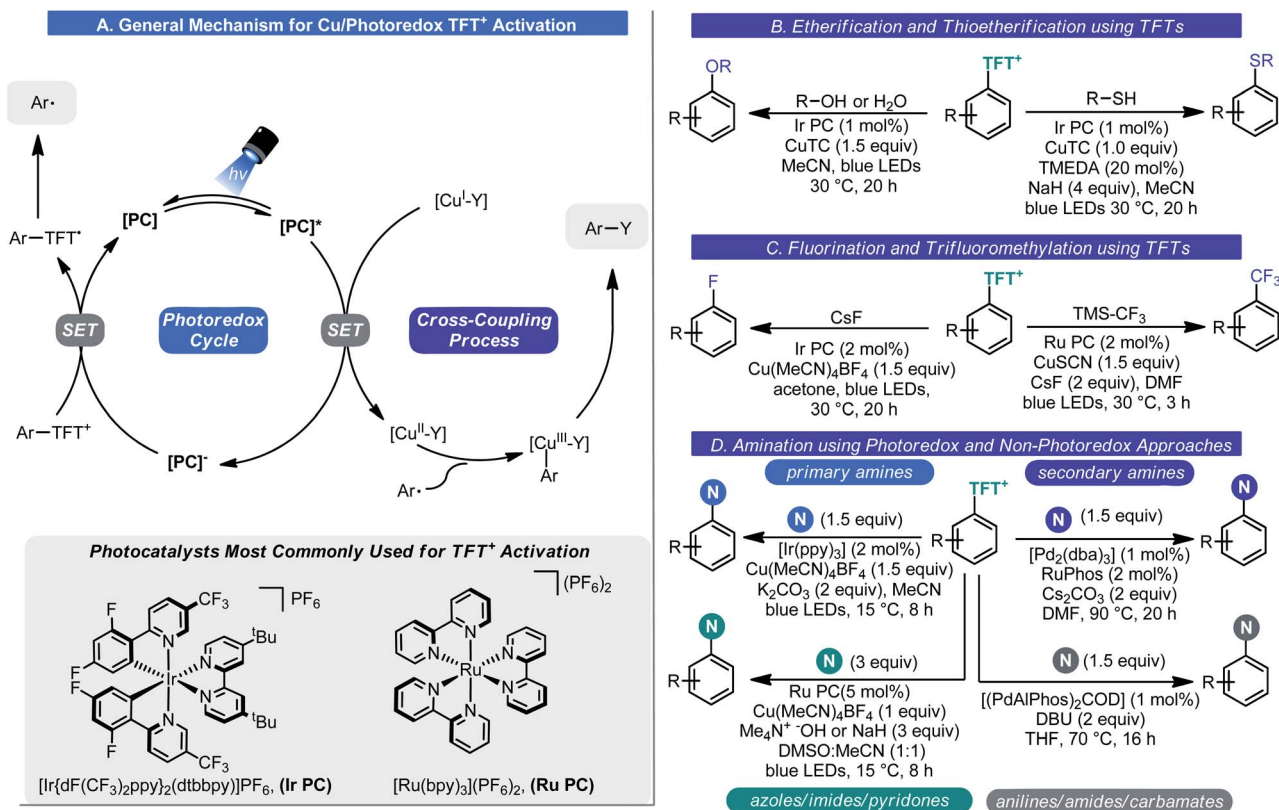 A. General Mechanism for Cu/Photoredox TFT⁺ Activation
Ar•
hv
[PC]
[PC]*
[Cuᴵ-Y]
Ar–TFT•
Ar–Y
SET
Photoredox
Cycle
SET
Cross-Coupling
Process
Ar–TFT⁺
[PC]⁻
[Cuᴵᴵ-Y]
[Cuᴵᴵᴵ-Y]
Ar
Ar•
Photocatalysts Most Commonly Used for TFT⁺ Activation
F
CF₃
PF₆
ᵗBu
N
N
F
Ir
F
N
N
ᵗBu
F
CF₃
[Ir{dF(CF₃)₂ppy}₂(dtbbpy)]PF₆, (Ir PC)
(PF₆)₂
N
N
N
Ru
N
N
N
[Ru(bpy)₃](PF₆)₂, (Ru PC)
B. Etherification and Thioetherification using TFTs
OR
R
R–OH or H₂O
Ir PC (1 mol%)
CuTC (1.5 equiv)
MeCN, blue LEDs
30 °C, 20 h
TFT⁺
R
R–SH
Ir PC (1 mol%)
CuTC (1.0 equiv)
TMEDA (20 mol%)
NaH (4 equiv), MeCN
blue LEDs 30 °C, 20 h
SR
R
C. Fluorination and Trifluoromethylation using TFTs
F
R
CsF
Ir PC (2 mol%)
Cu(MeCN)₄BF₄ (1.5 equiv)
acetone, blue LEDs,
30 °C, 20 h
TFT⁺
R
TMS-CF₃
Ru PC (2 mol%)
CuSCN (1.5 equiv)
CsF (2 equiv), DMF
blue LEDs, 30 °C, 3 h
CF₃
R
D. Amination using Photoredox and Non-Photoredox Approaches
primary amines
N
R
N (1.5 equiv)
[Ir(ppy)₃] (2 mol%)
Cu(MeCN)₄BF₄ (1.5 equiv)
K₂CO₃ (2 equiv), MeCN
blue LEDs, 15 °C, 8 h
TFT⁺
R
secondary amines
N (1.5 equiv)
[Pd₂(dba)₃] (1 mol%)
RuPhos (2 mol%)
Cs₂CO₃ (2 equiv)
DMF, 90 °C, 20 h
N
R
N
R
N (3 equiv)
Ru PC(5 mol%)
Cu(MeCN)₄BF₄ (1 equiv)
Me₄N⁺ ⁻OH or NaH (3 equiv)
DMSO:MeCN (1:1)
blue LEDs, 15 °C, 8 h
azoles/imides/pyridones
N (1.5 equiv)
[(PdAlPhos)₂COD] (1 mol%)
DBU (2 equiv)
THF, 70 °C, 16 h
N
R
anilines/amides/carbamates